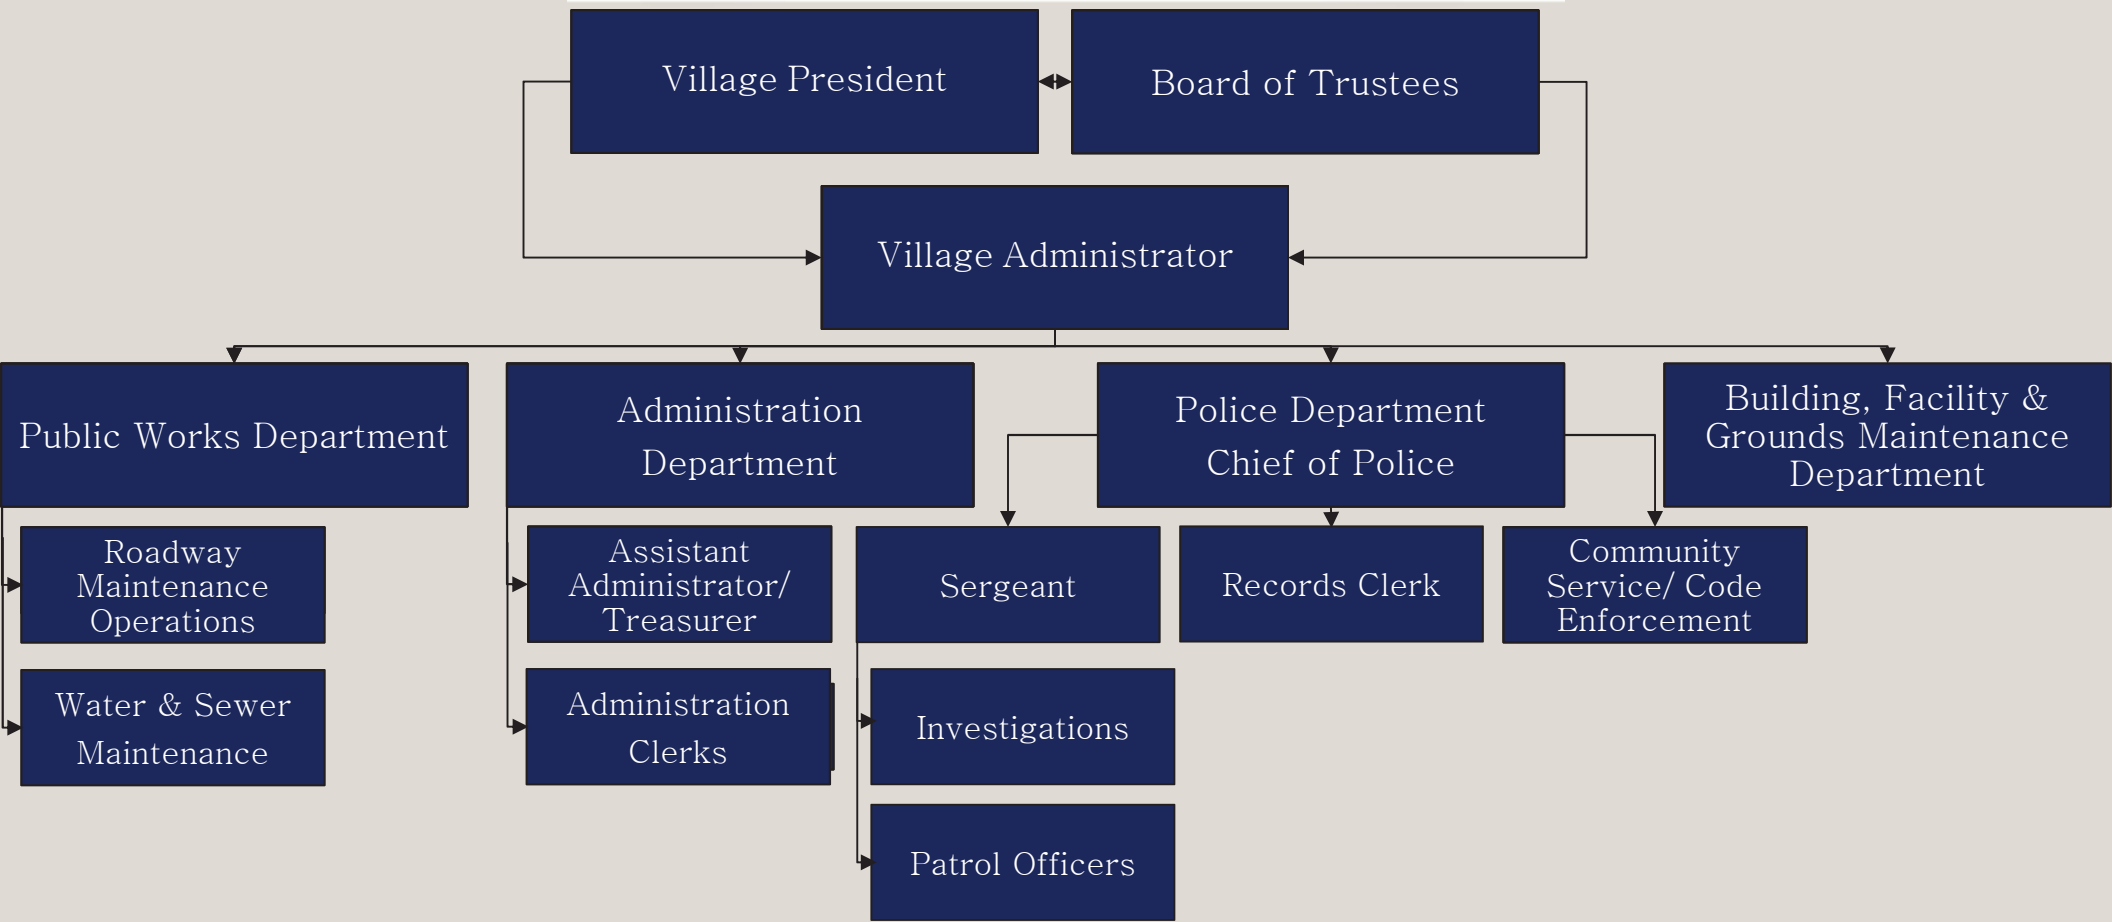 Village President
Board of Trustees
Village Administrator
Public Works Department
Administration
Department
Police Department
Chief of Police
Building, Facility &
Grounds Maintenance
Department
Roadway
Maintenance
Operations
Assistant
Administrator/
Treasurer
Sergeant
Records Clerk
Community
Service/ Code
Enforcement
Water & Sewer
Maintenance
Administration
Clerks
Investigations
Patrol Officers